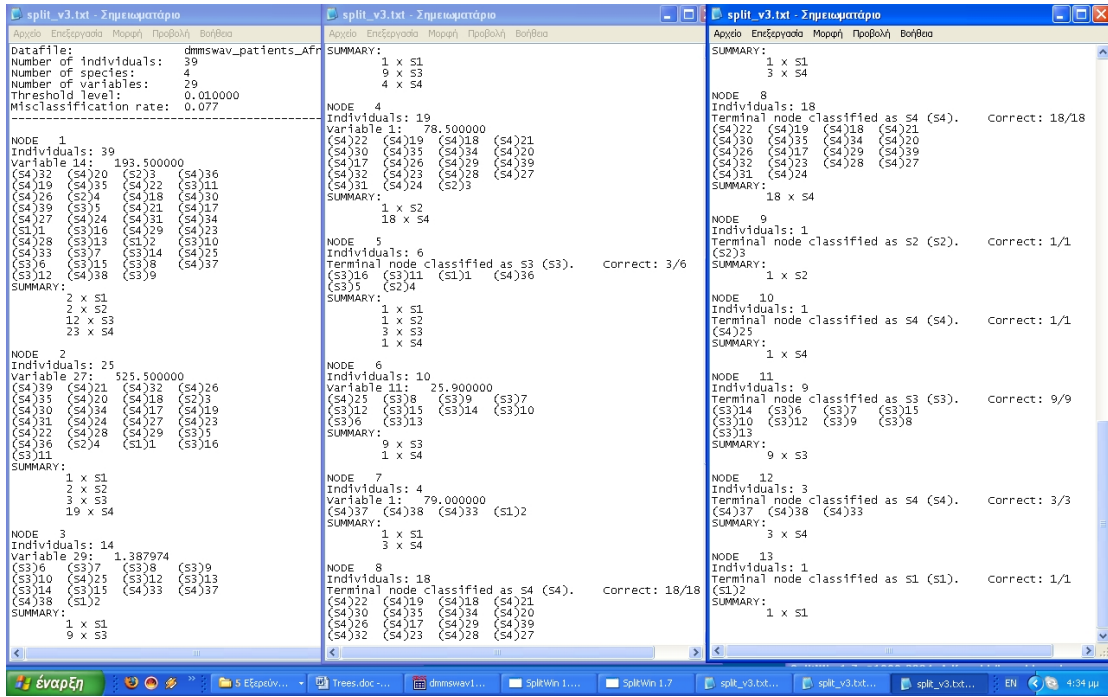 split_v3.txt - Σημειωματάριο
Αρχείο Επεξεργασία Μορφή Προβολή Βοήθεια
Datafile: dmmswav_patients_Afr
Number of individuals: 39
Number of species: 4
Number of variables: 29
Threshold level: 0.010000
Misclassification rate: 0.077
NODE 1
Individuals: 39
Variable 14: 193.500000
(S4)32 (S4)20 (S2)3 (S4)36
(S4)19 (S4)35 (S4)22 (S3)11
(S4)26 (S2)4 (S4)18 (S4)30
(S4)39 (S3)5 (S4)21 (S4)17
(S4)27 (S4)24 (S4)31 (S4)34
(S1)1 (S3)16 (S4)29 (S4)23
(S4)28 (S3)13 (S1)2 (S3)10
(S4)33 (S3)7 (S3)14 (S4)25
(S3)6 (S3)15 (S3)8 (S4)37
(S3)12 (S4)38 (S3)9
SUMMARY:
2 x S1
2 x S2
12 x S3
23 x S4
NODE 2
Individuals: 25
Variable 27: 525.500000
(S4)39 (S4)21 (S4)32 (S4)26
(S4)35 (S4)20 (S4)18 (S2)3
(S4)30 (S4)34 (S4)17 (S4)19
(S4)31 (S4)24 (S4)27 (S4)23
(S4)22 (S4)28 (S4)29 (S3)5
(S4)36 (S2)4 (S1)1 (S3)16
(S3)11
SUMMARY:
1 x S1
2 x S2
3 x S3
19 x S4
NODE 3
Individuals: 14
Variable 29: 1.387974
(S3)6 (S3)7 (S3)8 (S3)9
(S3)10 (S4)25 (S3)12 (S3)13
(S3)14 (S3)15 (S4)33 (S4)37
(S4)38 (S1)2
SUMMARY:
1 x S1
9 x S3
split_v3.txt - Σημειωματάριο
Αρχείο Επεξεργασία Μορφή Προβολή Βοήθεια
SUMMARY:
1 x S1
9 x S3
4 x S4
NODE 4
Individuals: 19
Variable 1: 78.500000
(S4)22 (S4)19 (S4)18 (S4)21
(S4)30 (S4)35 (S4)34 (S4)20
(S4)17 (S4)26 (S4)29 (S4)39
(S4)32 (S4)23 (S4)28 (S4)27
(S4)31 (S4)24 (S2)3
SUMMARY:
1 x S2
18 x S4
NODE 5
Individuals: 6
Terminal node classified as S3 (S3). Correct: 3/6
(S3)16 (S3)11 (S1)1 (S4)36
(S3)5 (S2)4
SUMMARY:
1 x S1
1 x S2
3 x S3
1 x S4
NODE 6
Individuals: 10
Variable 11: 25.900000
(S4)25 (S3)8 (S3)9 (S3)7
(S3)12 (S3)15 (S3)14 (S3)10
(S3)6 (S3)13
SUMMARY:
9 x S3
1 x S4
NODE 7
Individuals: 4
Variable 1: 79.000000
(S4)37 (S4)38 (S4)33 (S1)2
SUMMARY:
1 x S1
3 x S4
NODE 8
Individuals: 18
Terminal node classified as S4 (S4). Correct: 18/18
(S4)22 (S4)19 (S4)18 (S4)21
(S4)30 (S4)35 (S4)34 (S4)20
(S4)26 (S4)17 (S4)29 (S4)39
(S4)32 (S4)23 (S4)28 (S4)27
split_v3.txt - Σημειωματάριο
Αρχείο Επεξεργασία Μορφή Προβολή Βοήθεια
SUMMARY:
1 x S1
3 x S4
NODE 8
Individuals: 18
Terminal node classified as S4 (S4). Correct: 18/18
(S4)22 (S4)19 (S4)18 (S4)21
(S4)30 (S4)35 (S4)34 (S4)20
(S4)26 (S4)17 (S4)29 (S4)39
(S4)32 (S4)23 (S4)28 (S4)27
(S4)31 (S4)24
SUMMARY:
18 x S4
NODE 9
Individuals: 1
Terminal node classified as S2 (S2). Correct: 1/1
(S2)3
SUMMARY:
1 x S2
NODE 10
Individuals: 1
Terminal node classified as S4 (S4). Correct: 1/1
(S4)25
SUMMARY:
1 x S4
NODE 11
Individuals: 9
Terminal node classified as S3 (S3). Correct: 9/9
(S3)14 (S3)6 (S3)7 (S3)15
(S3)10 (S3)12 (S3)9 (S3)8
(S3)13
SUMMARY:
9 x S3
NODE 12
Individuals: 3
Terminal node classified as S4 (S4). Correct: 3/3
(S4)37 (S4)38 (S4)33
SUMMARY:
3 x S4
NODE 13
Individuals: 1
Terminal node classified as S1 (S1). Correct: 1/1
(S1)2
SUMMARY:
1 x S1
έναρξη 5 Εξερεύν... Trees.doc -... dmmswav1... SplitWin 1.... SplitWin 1.7 split_v3.txt... split_v3.txt... split_v3.txt... EN 4:34 μμ